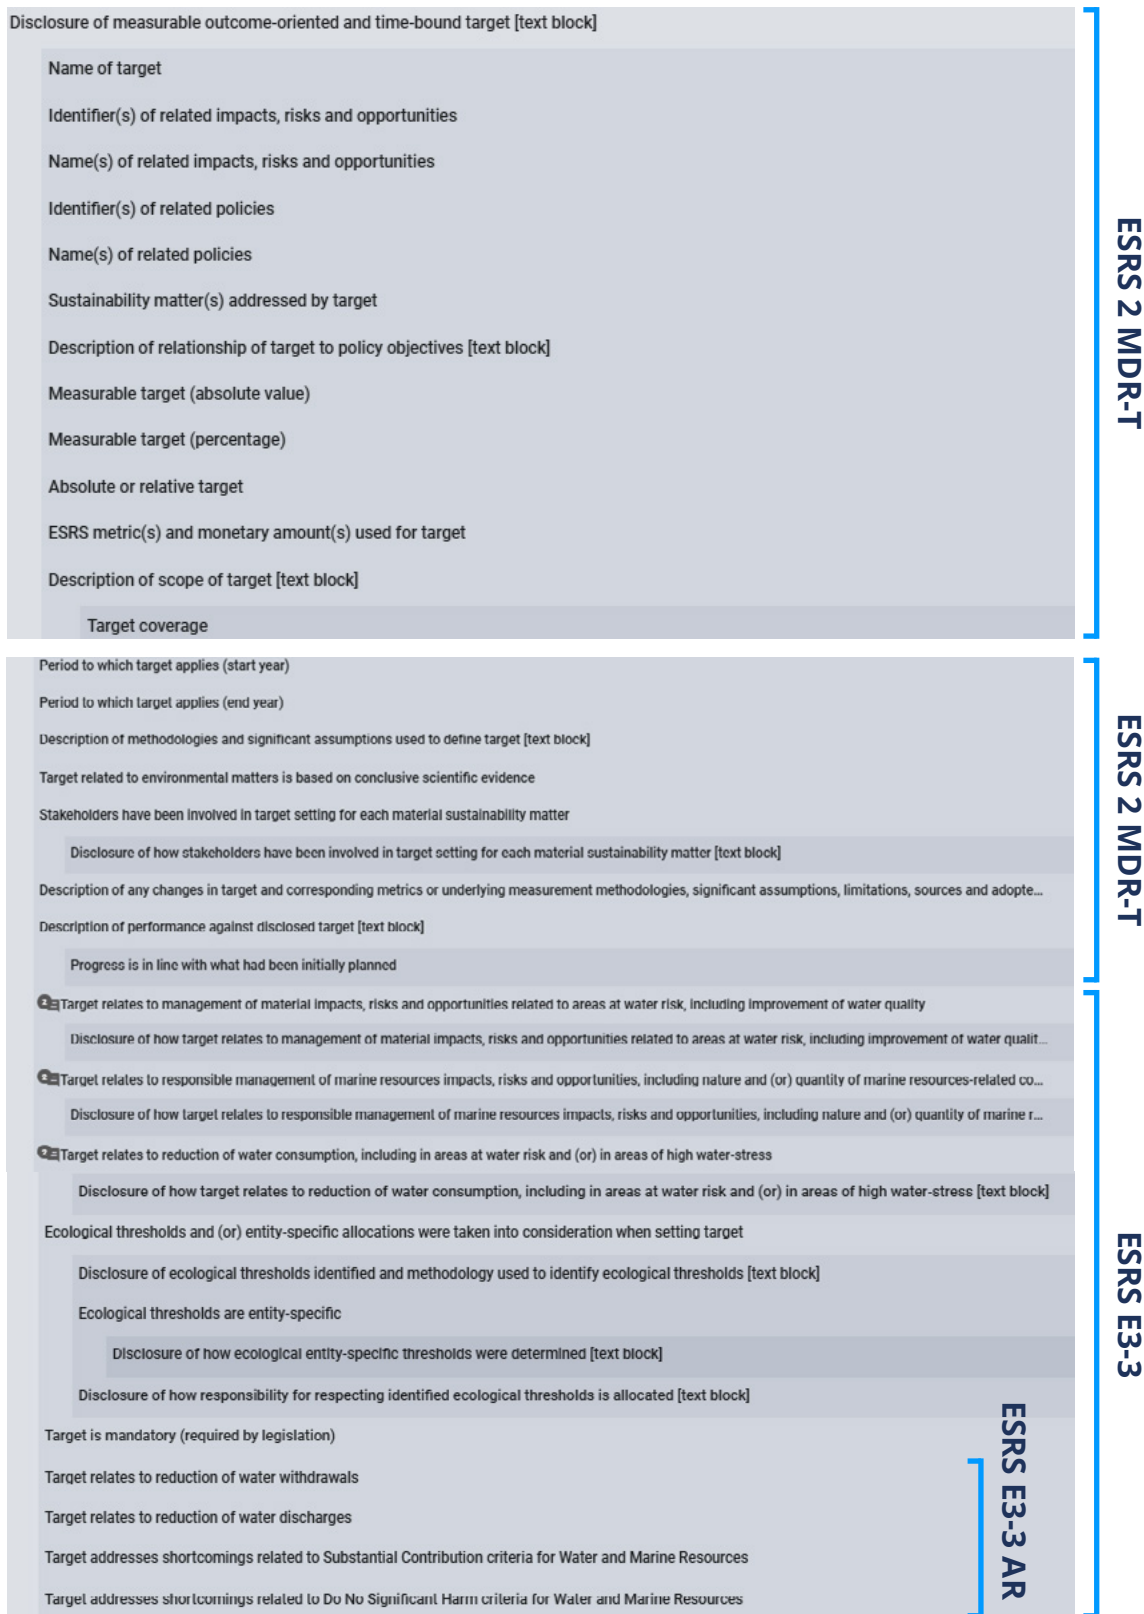 Disclosure of measurable outcome-oriented and time-bound target [text block]
Name of target
Identifier(s) of related impacts, risks and opportunities
Name(s) of related impacts, risks and opportunities
Identifier(s) of related policies
Name(s) of related policies
Sustainability matter(s) addressed by target
Description of relationship of target to policy objectives [text block]
Measurable target (absolute value)
Measurable target (percentage)
Absolute or relative target
ESRS metric(s) and monetary amount(s) used for target
Description of scope of target [text block]
Target coverage
ESRS 2 MDR-T
Period to which target applies (start year)
Period to which target applies (end year)
Description of methodologies and significant assumptions used to define target [text block]
Target related to environmental matters is based on conclusive scientific evidence
Stakeholders have been involved in target setting for each material sustainability matter
Disclosure of how stakeholders have been involved in target setting for each material sustainability matter [text block]
Description of any changes in target and corresponding metrics or underlying measurement methodologies, significant assumptions, limitations, sources and adopte...
Description of performance against disclosed target [text block]
Progress is in line with what had been initially planned
ESRS 2 MDR-T
Target relates to management of material impacts, risks and opportunities related to areas at water risk, including improvement of water quality
Disclosure of how target relates to management of material impacts, risks and opportunities related to areas at water risk, including improvement of water qualit...
Target relates to responsible management of marine resources impacts, risks and opportunities, including nature and (or) quantity of marine resources-related co...
Disclosure of how target relates to responsible management of marine resources impacts, risks and opportunities, including nature and (or) quantity of marine r...
Target relates to reduction of water consumption, including in areas at water risk and (or) in areas of high water-stress
Disclosure of how target relates to reduction of water consumption, including in areas at water risk and (or) in areas of high water-stress [text block]
Ecological thresholds and (or) entity-specific allocations were taken into consideration when setting target
Disclosure of ecological thresholds identified and methodology used to identify ecological thresholds [text block]
Ecological thresholds are entity-specific
Disclosure of how ecological entity-specific thresholds were determined [text block]
Disclosure of how responsibility for respecting identified ecological thresholds is allocated [text block]
Target is mandatory (required by legislation)
Target relates to reduction of water withdrawals
Target relates to reduction of water discharges
Target addresses shortcomings related to Substantial Contribution criteria for Water and Marine Resources
Target addresses shortcomings related to Do No Significant Harm criteria for Water and Marine Resources
ESRS E3-3 AR
ESRS E3-3